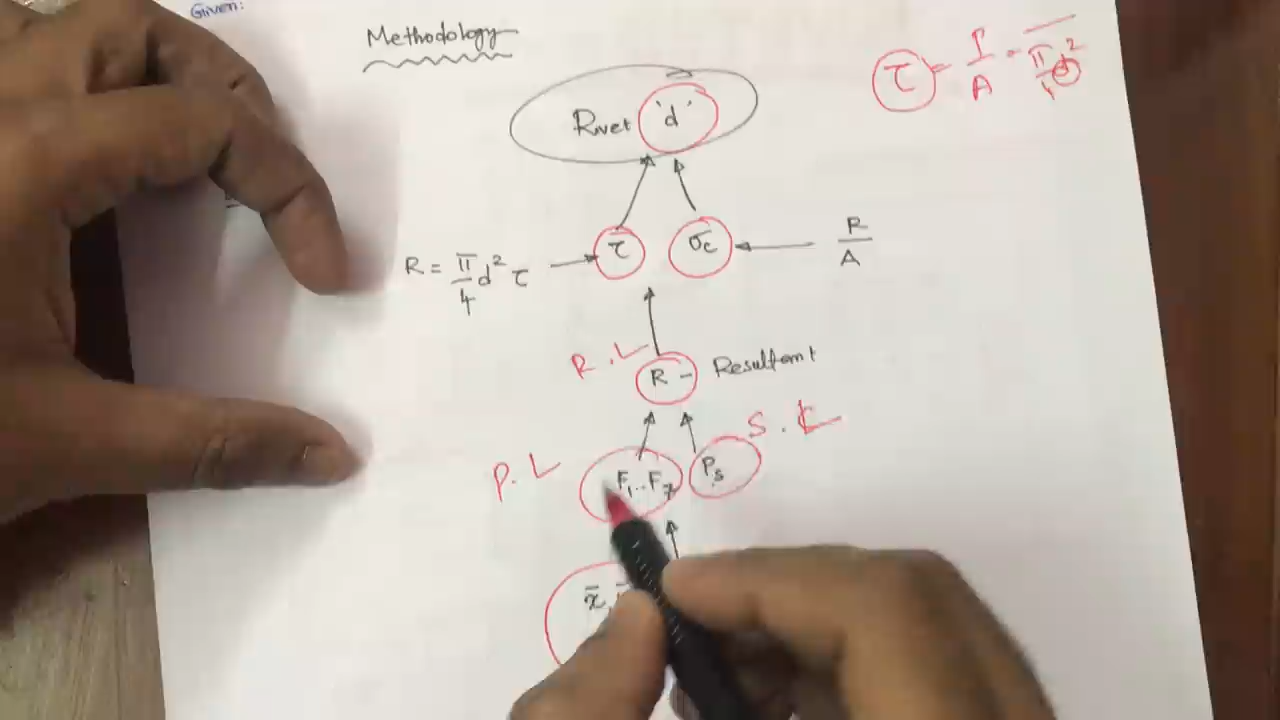 Given:
Methodology
τ = P/A = π/4 d²
Rivet 'd'
R = π/4 d² τ
τ
σc
R/A
R.L
R - Resultant
P.L
F₁..F₇
Ps
S.L
x̄,